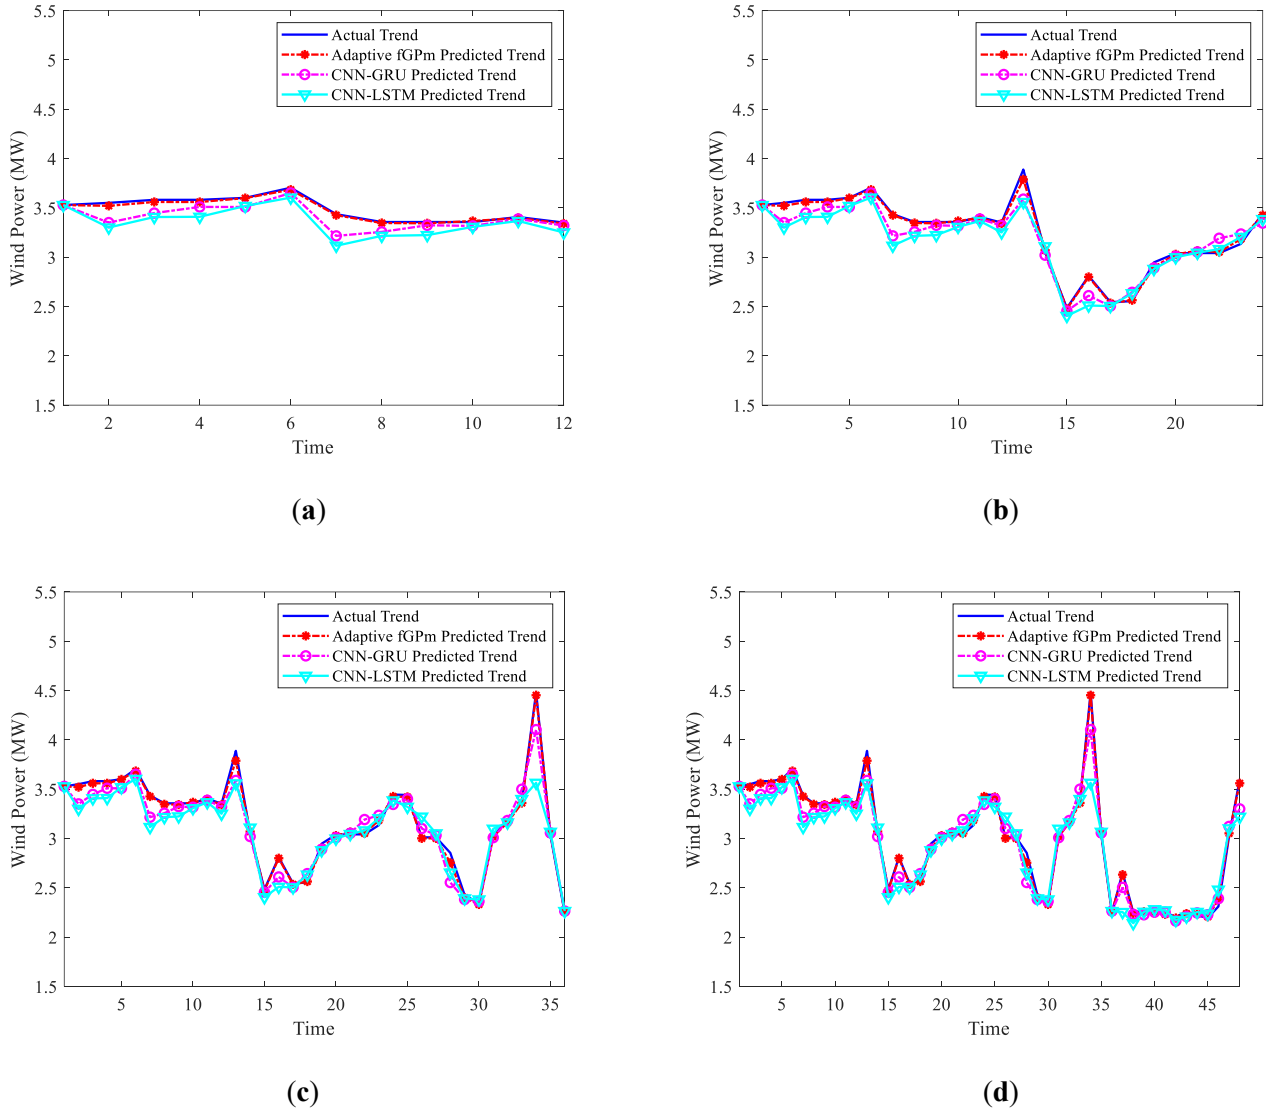 5.5
5
4.5
4
3.5
3
2.5
2
1.5
Wind Power (MW)
Actual Trend
Adaptive fGPm Predicted Trend
CNN-GRU Predicted Trend
CNN-LSTM Predicted Trend
2 4 6 8 10 12
Time
(a)
5.5
5
4.5
4
3.5
3
2.5
2
1.5
Wind Power (MW)
Actual Trend
Adaptive fGPm Predicted Trend
CNN-GRU Predicted Trend
CNN-LSTM Predicted Trend
5 10 15 20
Time
(b)
5.5
5
4.5
4
3.5
3
2.5
2
1.5
Wind Power (MW)
Actual Trend
Adaptive fGPm Predicted Trend
CNN-GRU Predicted Trend
CNN-LSTM Predicted Trend
5 10 15 20 25 30 35
Time
(c)
5.5
5
4.5
4
3.5
3
2.5
2
1.5
Wind Power (MW)
Actual Trend
Adaptive fGPm Predicted Trend
CNN-GRU Predicted Trend
CNN-LSTM Predicted Trend
5 10 15 20 25 30 35 40 45
Time
(d)